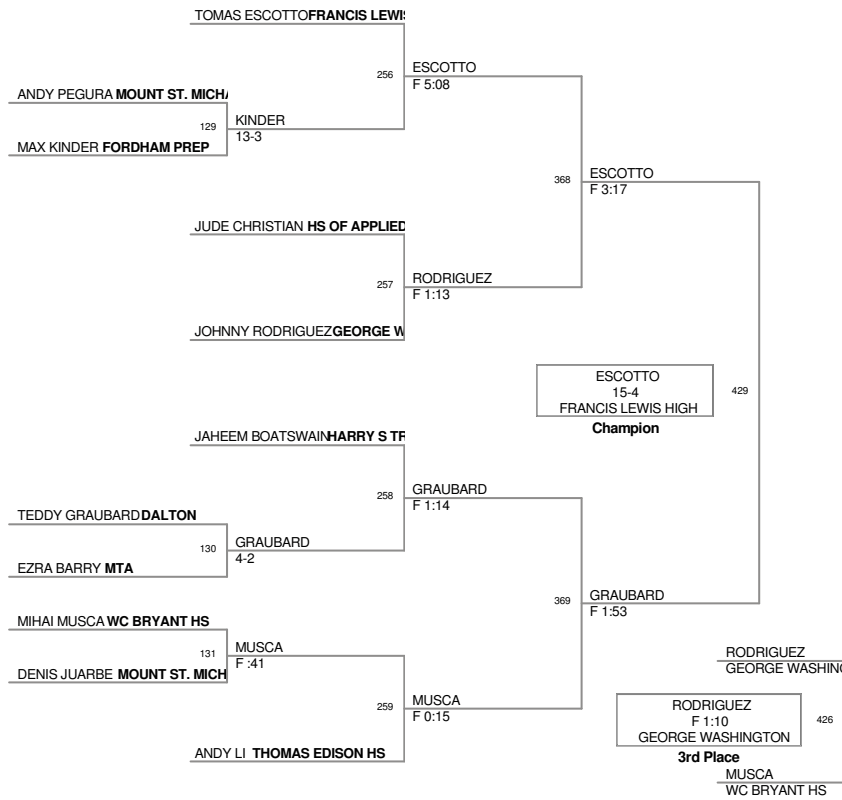 TOMAS ESCOTTO FRANCIS LEWIS
256
ESCOTTO
F 5:08
ANDY PEGURA MOUNT ST. MICHA
129
KINDER
13-3
MAX KINDER FORDHAM PREP
368
ESCOTTO
F 3:17
JUDE CHRISTIAN HS OF APPLIED
257
RODRIGUEZ
F 1:13
JOHNNY RODRIGUEZ GEORGE W
ESCOTTO
15-4
FRANCIS LEWIS HIGH
429
Champion
JAHEEM BOATSWAIN HARRY S TR
258
GRAUBARD
F 1:14
TEDDY GRAUBARD DALTON
130
GRAUBARD
4-2
EZRA BARRY MTA
369
GRAUBARD
F 1:53
MIHAI MUSCA WC BRYANT HS
131
MUSCA
F :41
DENIS JUARBE MOUNT ST. MICH
259
MUSCA
F 0:15
ANDY LI THOMAS EDISON HS
RODRIGUEZ
GEORGE WASHING
RODRIGUEZ
F 1:10
GEORGE WASHINGTON
426
3rd Place
MUSCA
WC BRYANT HS